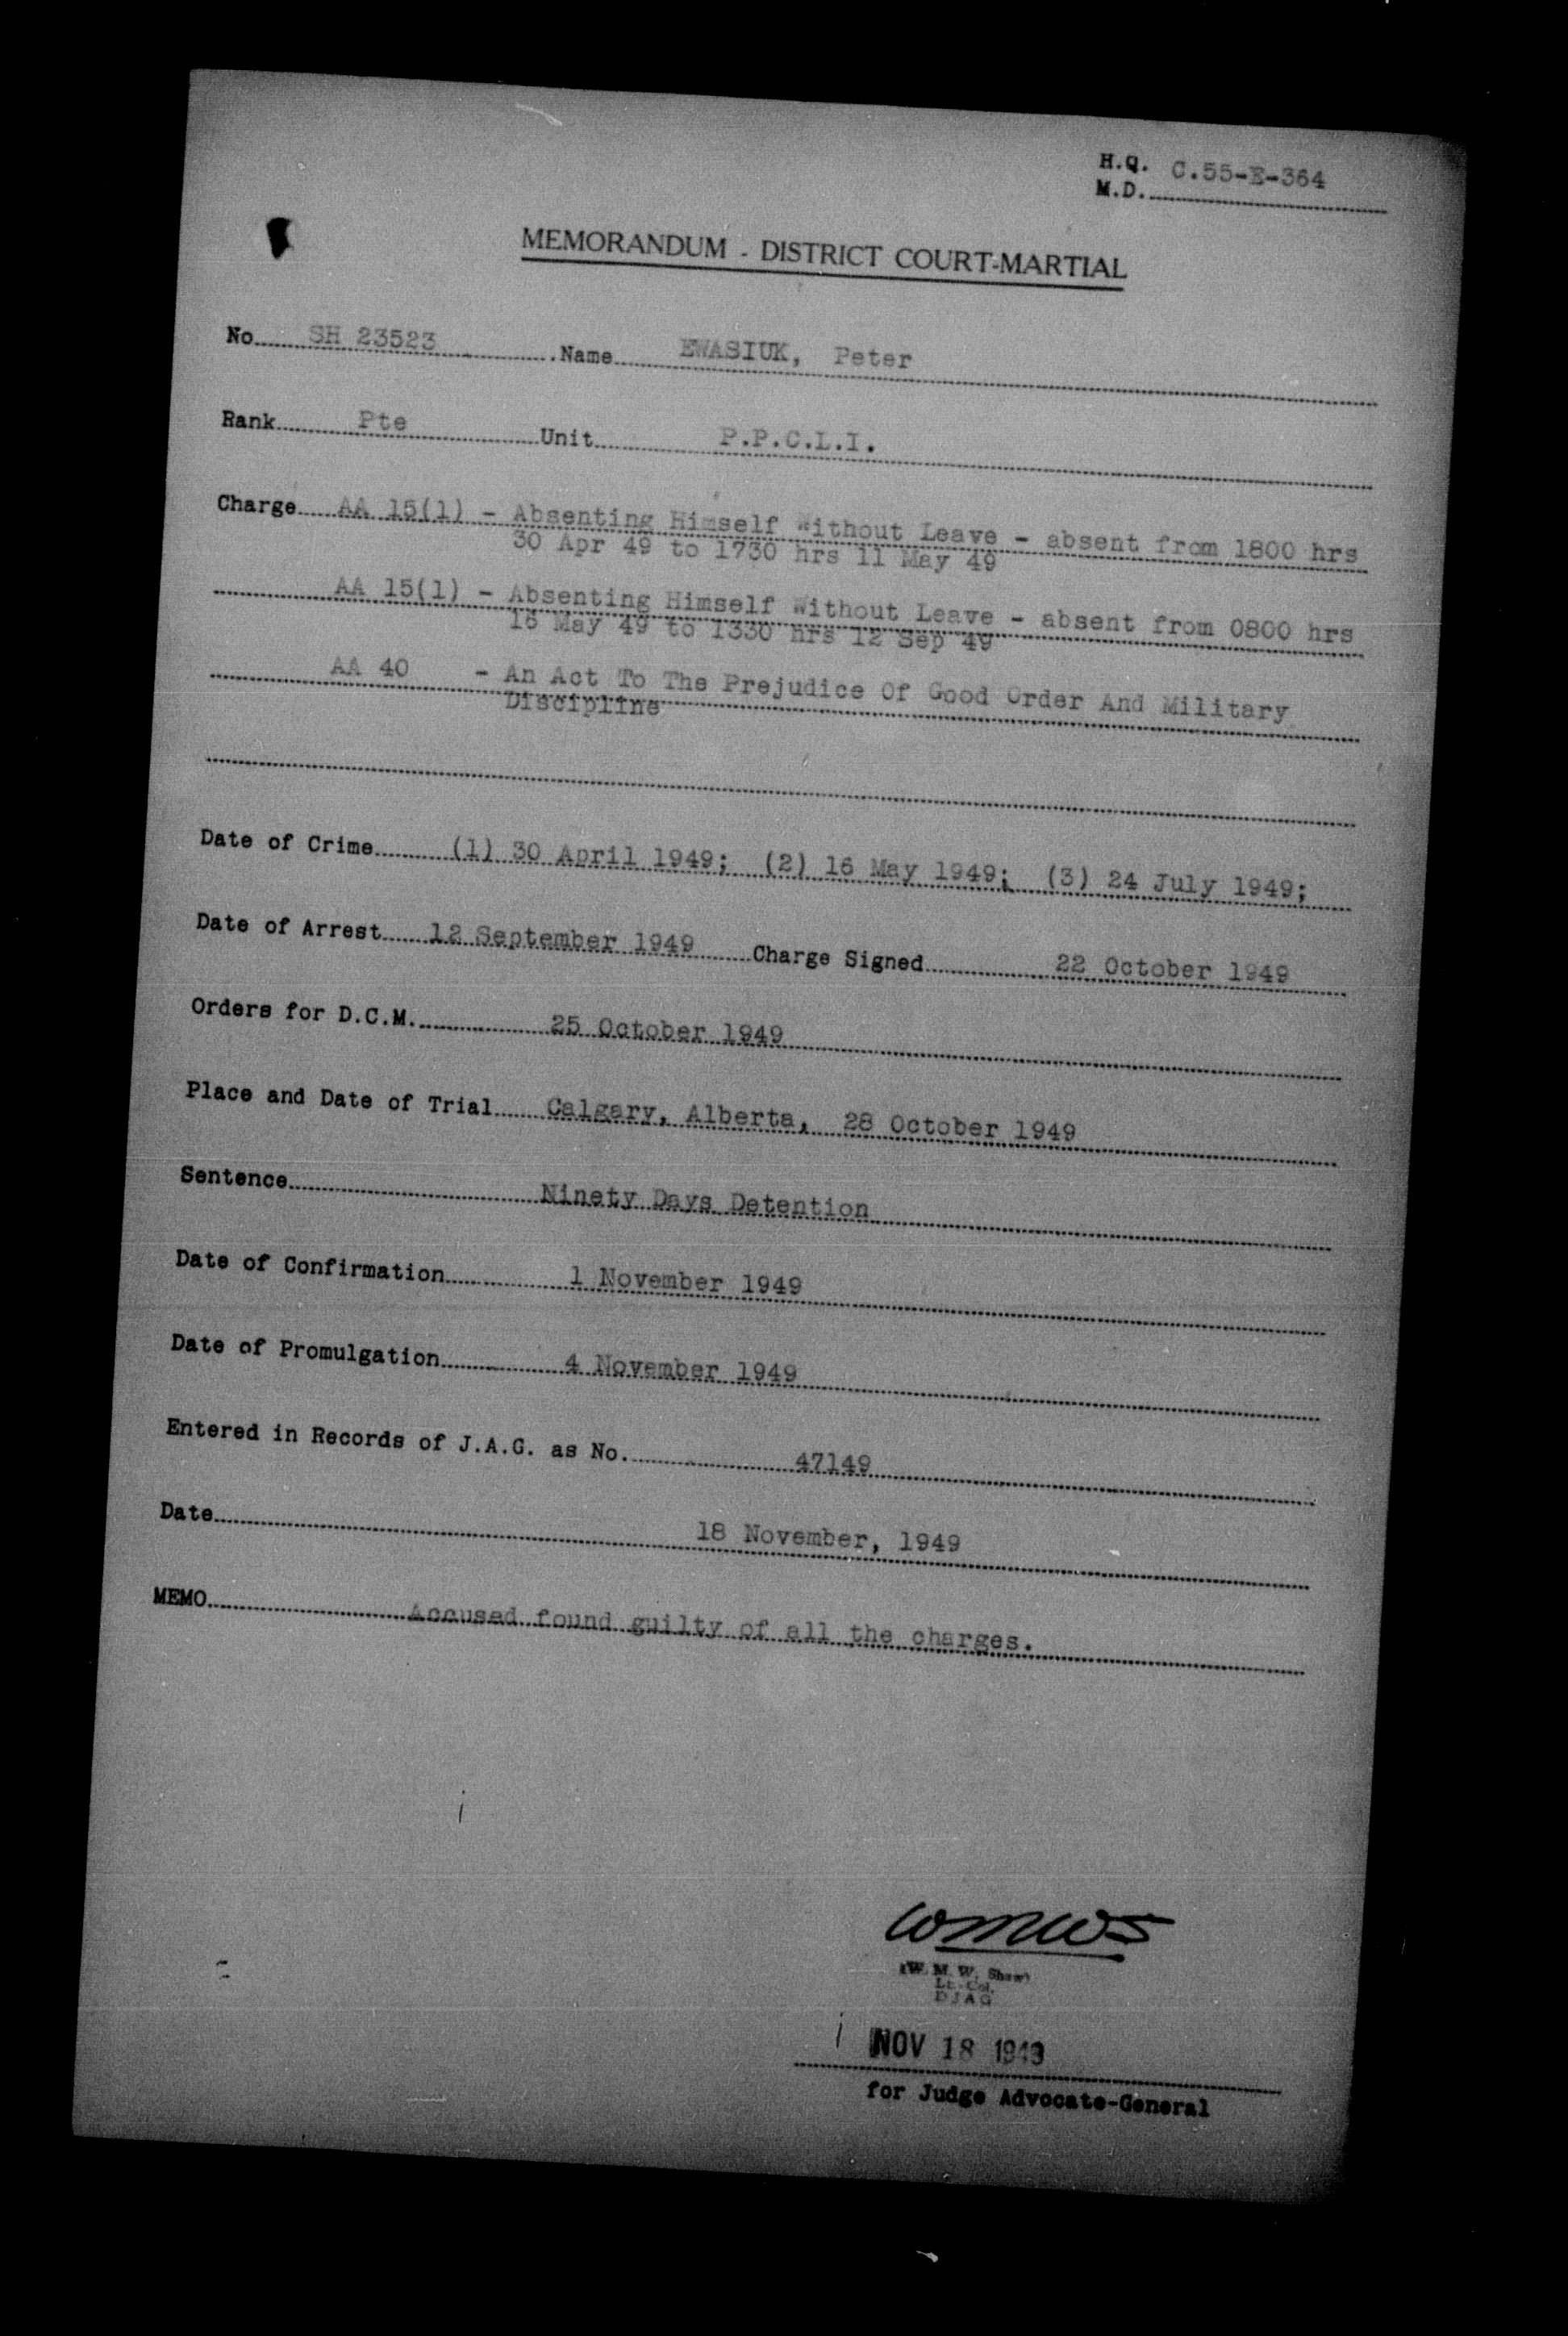 H.Q. C.55-E-364
M.D.
MEMORANDUM - DISTRICT COURT-MARTIAL
No SH 23523 Name EWASIUK, Peter
Rank Pte Unit P.P.C.L.I.
Charge AA 15(1) - Absenting Himself Without Leave - absent from 1800 hrs
30 Apr 49 to 1730 hrs 11 May 49
AA 15(1) - Absenting Himself Without Leave - absent from 0800 hrs
16 May 49 to 1330 hrs 12 Sep 49
AA 40 - An Act To The Prejudice Of Good Order And Military
Discipline
Date of Crime (1) 30 April 1949; (2) 16 May 1949; (3) 24 July 1949;
Date of Arrest 12 September 1949 Charge Signed 22 October 1949
Orders for D.C.M. 25 October 1949
Place and Date of Trial Calgary, Alberta, 28 October 1949
Sentence Ninety Days Detention
Date of Confirmation 1 November 1949
Date of Promulgation 4 November 1949
Entered in Records of J.A.G. as No. 47149
Date 18 November, 1949
MEMO Accused found guilty of all the charges.
WMWS
(W. M. W. Shaw)
Lt.-Col.
DJAG
NOV 18 1949
for Judge Advocate-General